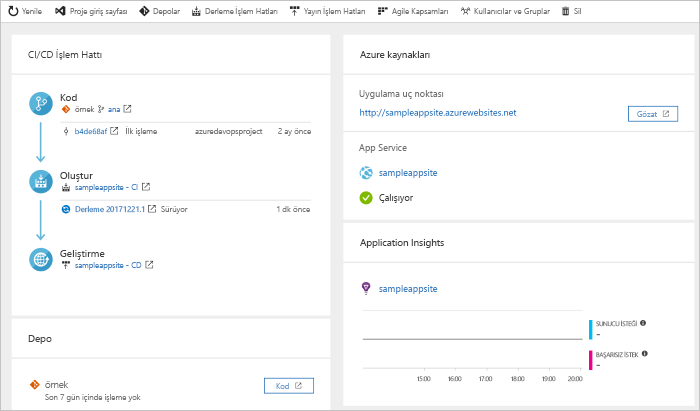 Yenile Proje giriş sayfası Depolar Derleme İşlem Hatları Yayın İşlem Hatları Agile Kapsamları Kullanıcılar ve Gruplar Sil
CI/CD İşlem Hattı
Kod
örnek ana
b4de68af İlk işleme azuredevopsproject 2 ay önce
Oluştur
sampleappsite - CI
Derleme 20171221.1 Sürüyor 1 dk önce
Geliştirme
sampleappsite - CD
Depo
örnek
Son 7 gün içinde işleme yok
Kod
Azure kaynakları
Uygulama uç noktası
http://sampleappsite.azurewebsites.net
Gözat
App Service
sampleappsite
Çalışıyor
Application Insights
sampleappsite
SUNUCU İSTEĞİ
--
BAŞARISIZ İSTEK
--
15:00 16:00 17:00 18:00 19:00 20:00